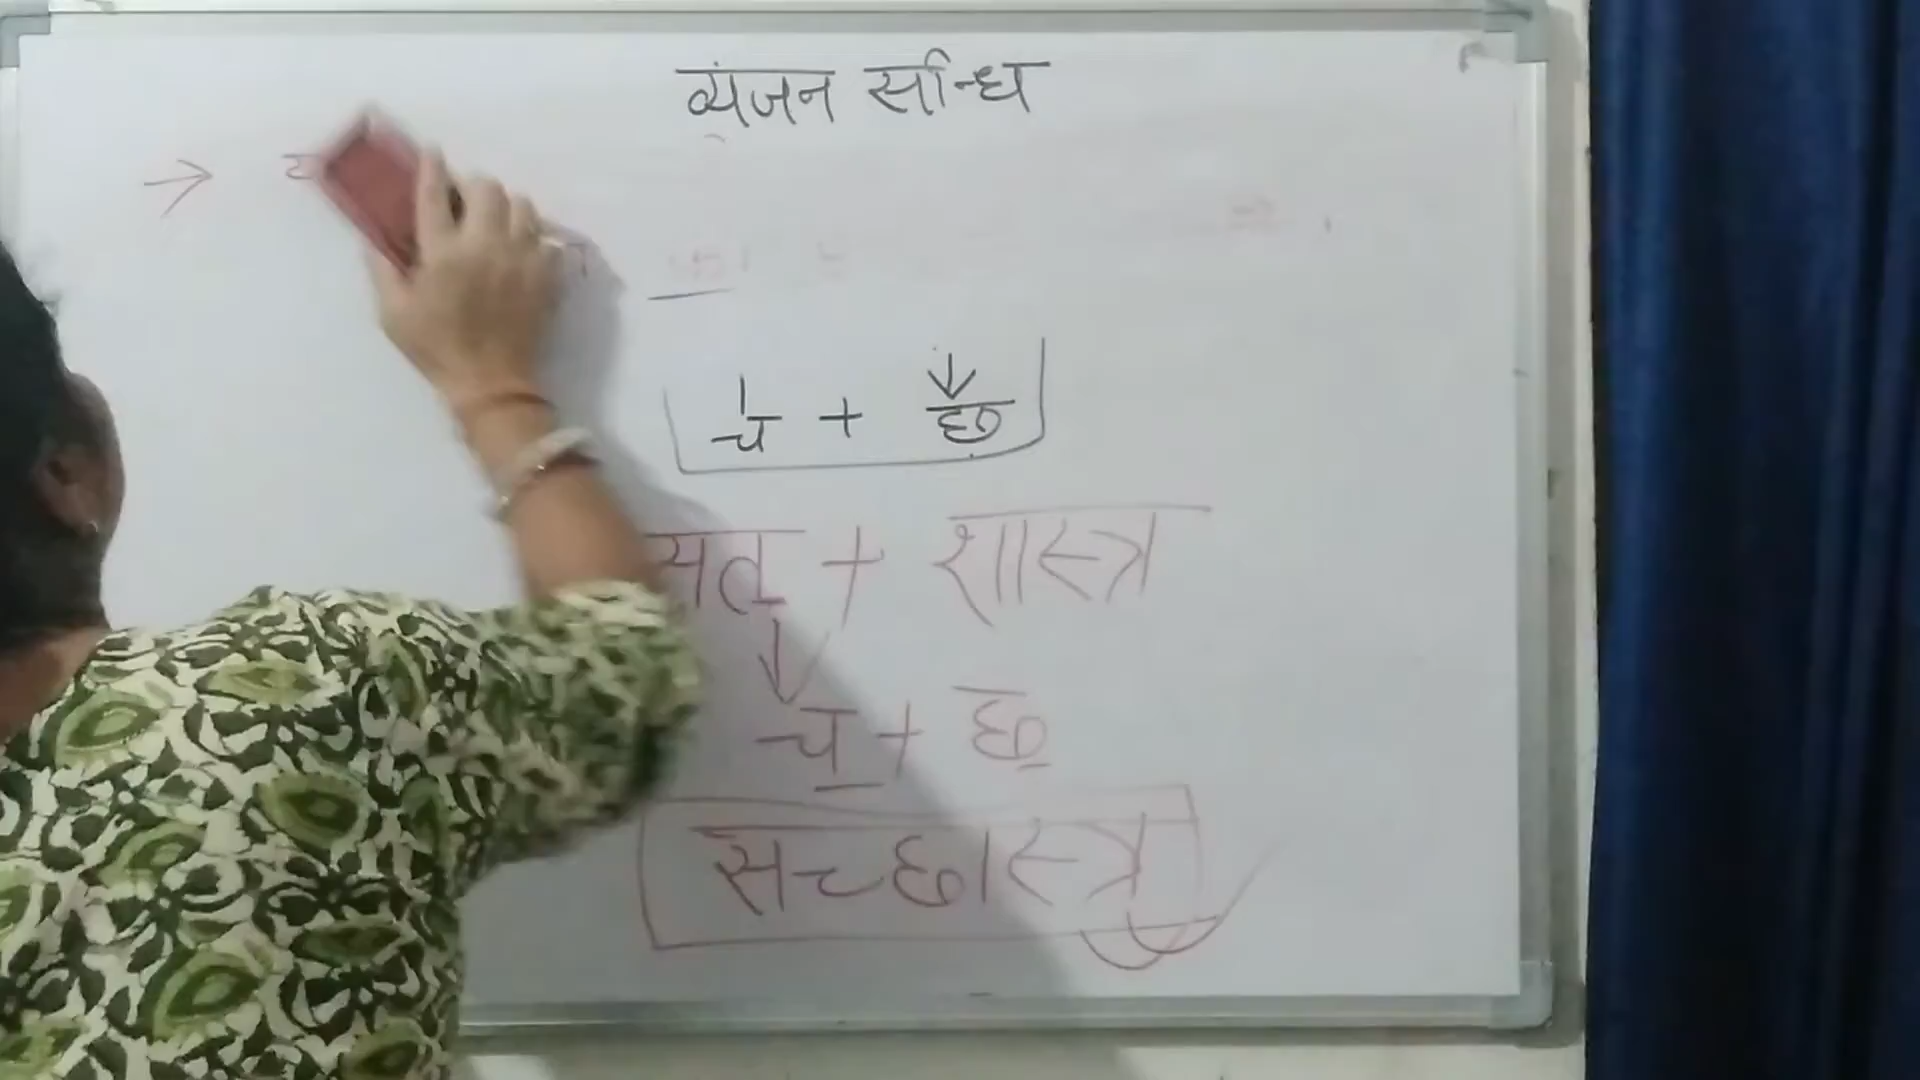 व्यंजन सन्धि
च + छ
सत् + शास्त्र
च + छ
सच्छास्त्र